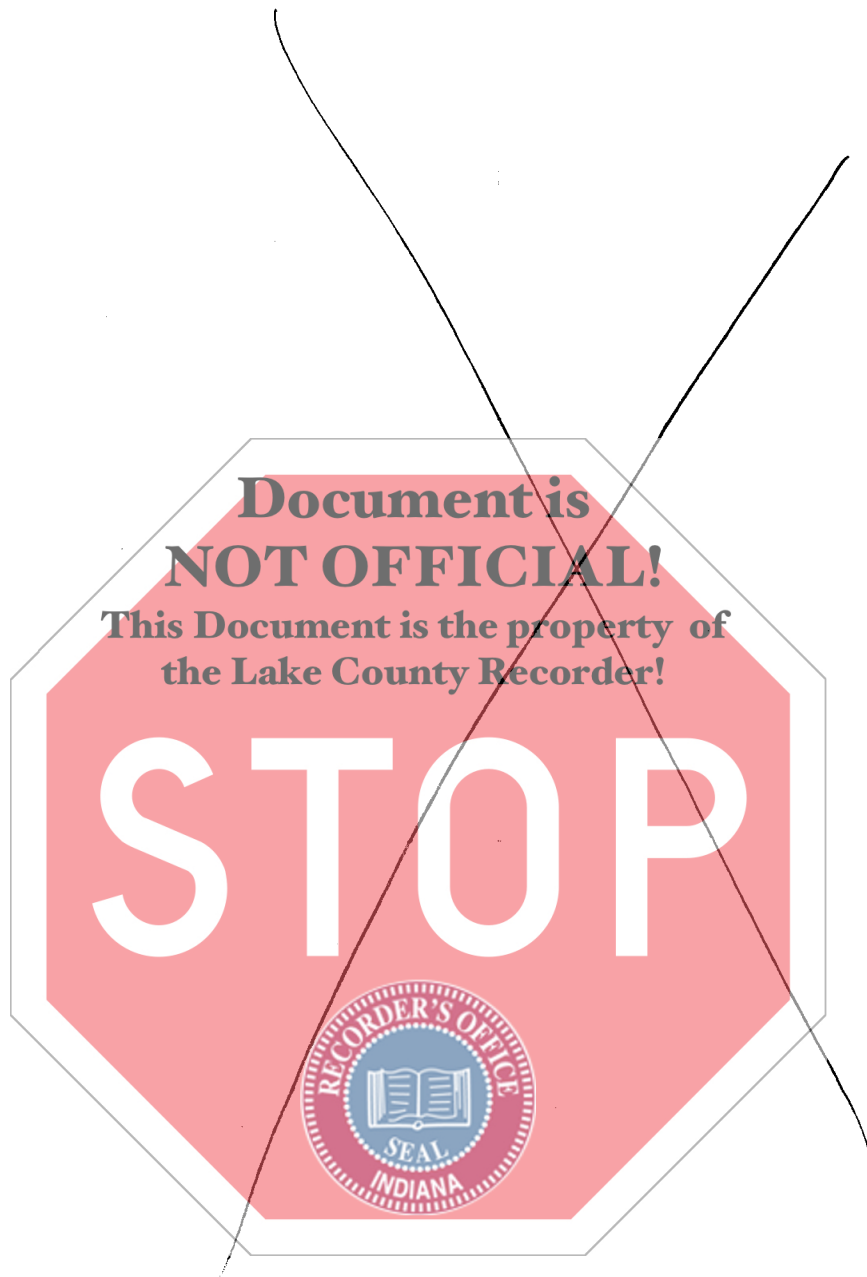 Document is
NOT OFFICIAL!
This Document is the property of
the Lake County Recorder!
STOP
RECORDER'S OFFICE
SEAL
INDIANA